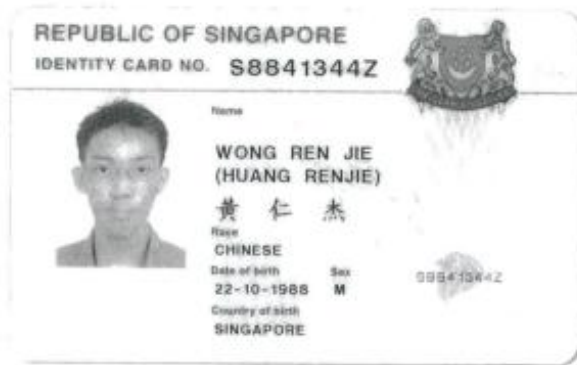 REPUBLIC OF SINGAPORE
IDENTITY CARD NO. S8841344Z
Name
WONG REN JIE
(HUANG RENJIE)
黄 仁 杰
Race
CHINESE
Date of birth Sex
22-10-1988 M
S8841344Z
Country of birth
SINGAPORE